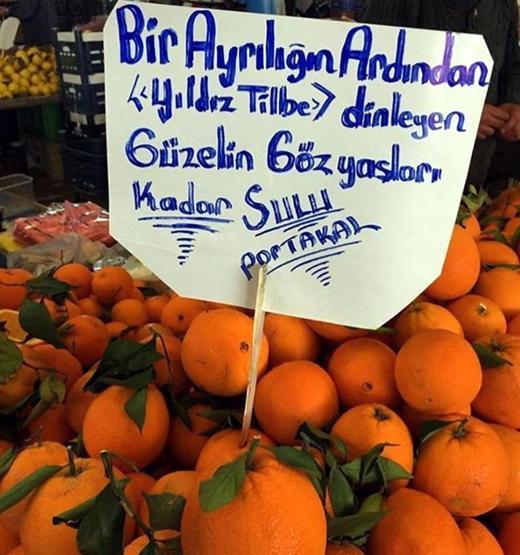 Bir Ayrılığın Ardından
<<Yıldız Tilbe>> dinleyen
Güzelin Göz yaşları
Kadar SULU
PORTAKAL